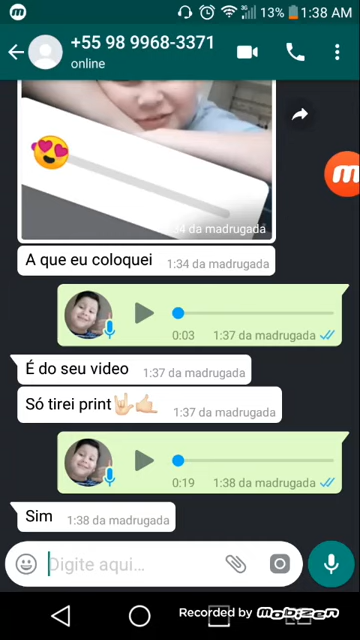 13% 1:38 AM
+55 98 9968-3371
online
34 da madrugada
A que eu coloquei 1:34 da madrugada
0:03 1:37 da madrugada
É do seu video 1:37 da madrugada
Só tirei print🤟🏻🤙🏻 1:37 da madrugada
0:19 1:38 da madrugada
Sim 1:38 da madrugada
Digite aqui...
Recorded by Mobizen